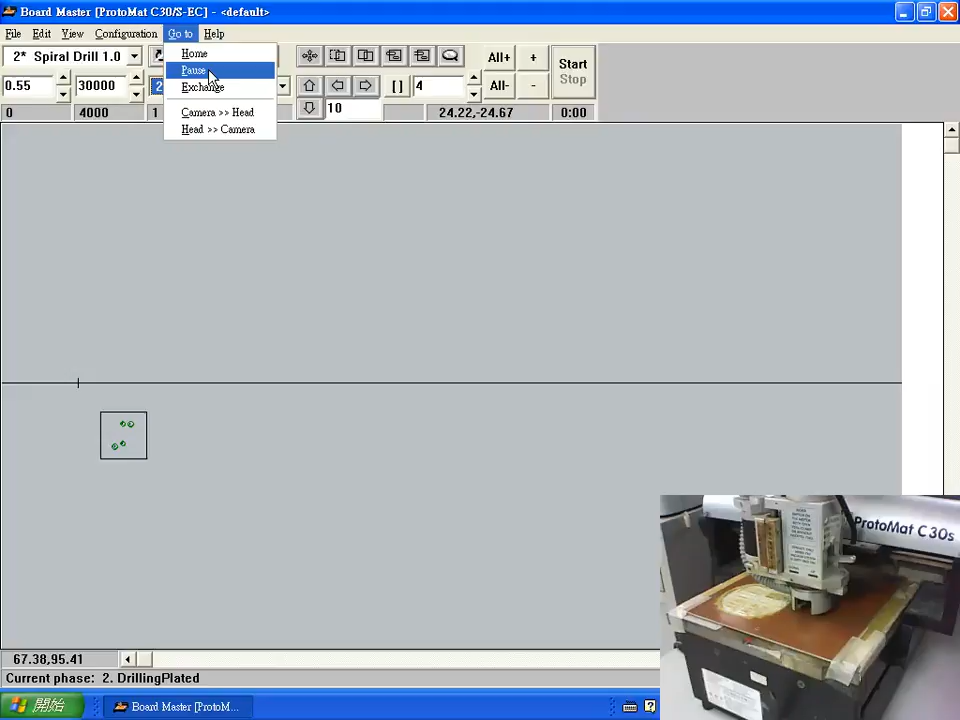 Board Master [ProtoMat C30/S-EC] - <default>
File Edit View Configuration Go to Help
2* Spiral Drill 1.0
All+ + Start
0.55 30000 2 [ ] 4 All- - Stop
10
0 4000 1 24.22,-24.67 0:00
Home
Pause
Exchange
Camera >> Head
Head >> Camera
ProtoMat C30s
67.38,95.41
Current phase: 2. DrillingPlated
開始 Board Master [ProtoM...